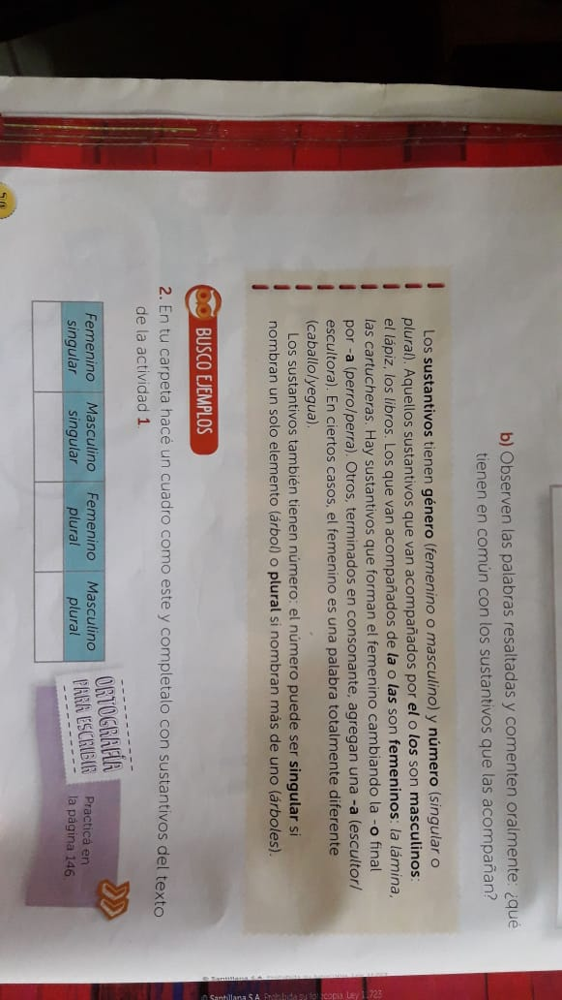 b) Observen las palabras resaltadas y comenten oralmente: ¿qué
tienen en común con los sustantivos que las acompañan?
Los sustantivos tienen género (femenino o masculino) y número (singular o
plural). Aquellos sustantivos que van acompañados por el o los son masculinos:
el lápiz, los libros. Los que van acompañados de la o las son femeninos: la lámina,
las cartucheras. Hay sustantivos que forman el femenino cambiando la -o final
por -a (perro/perra). Otros, terminados en consonante, agregan una -a (escultor/
escultora). En ciertos casos, el femenino es una palabra totalmente diferente
(caballo/yegua).
Los sustantivos también tienen número: el número puede ser singular si
nombran un solo elemento (árbol) o plural si nombran más de uno (árboles).
BUSCO EJEMPLOS
2. En tu carpeta hacé un cuadro como este y completalo con sustantivos del texto
de la actividad 1.
Femenino singular
Masculino singular
Femenino plural
Masculino plural
ORTOGRAFÍA
PARA ESCRIBIR
Practicá en
la página 146.
© Santillana S.A. Prohibida su fotocopia. Ley 11.723